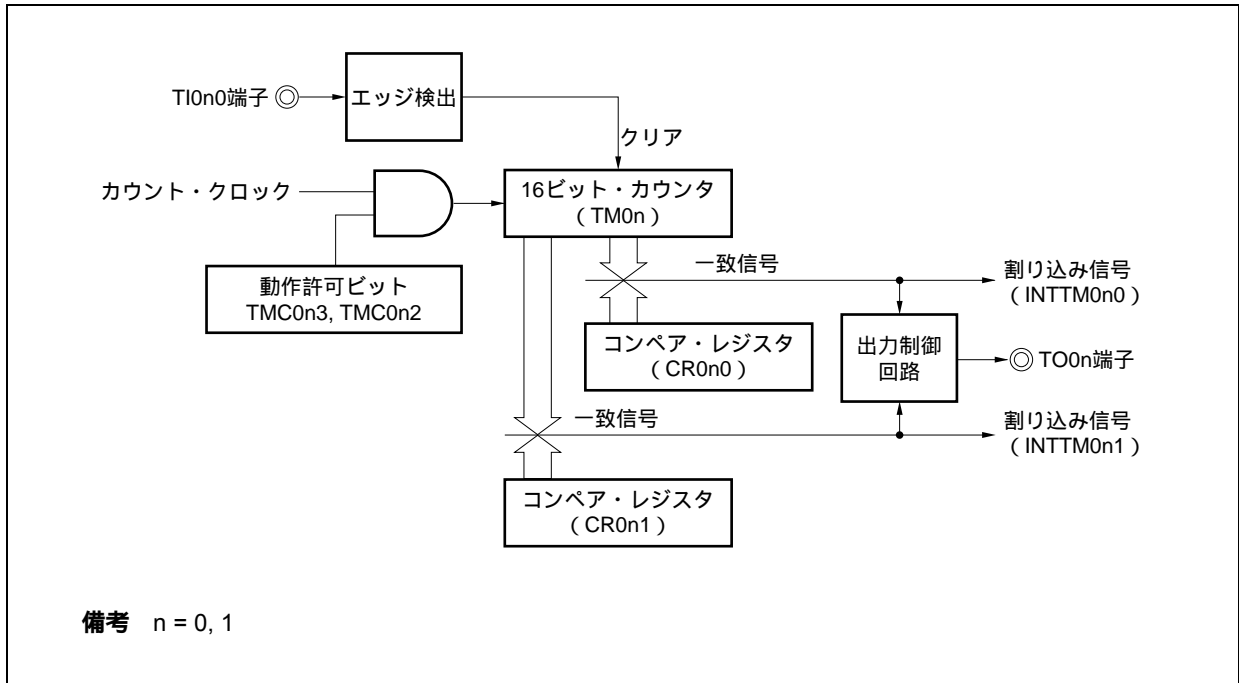 TI0n0端子
エッジ検出
クリア
カウント・クロック
16ビット・カウンタ
（TM0n）
動作許可ビット
TMC0n3, TMC0n2
一致信号
割り込み信号
（INTTM0n0）
コンペア・レジスタ
（CR0n0）
出力制御
回路
TO0n端子
一致信号
割り込み信号
（INTTM0n1）
コンペア・レジスタ
（CR0n1）
備考 n = 0, 1